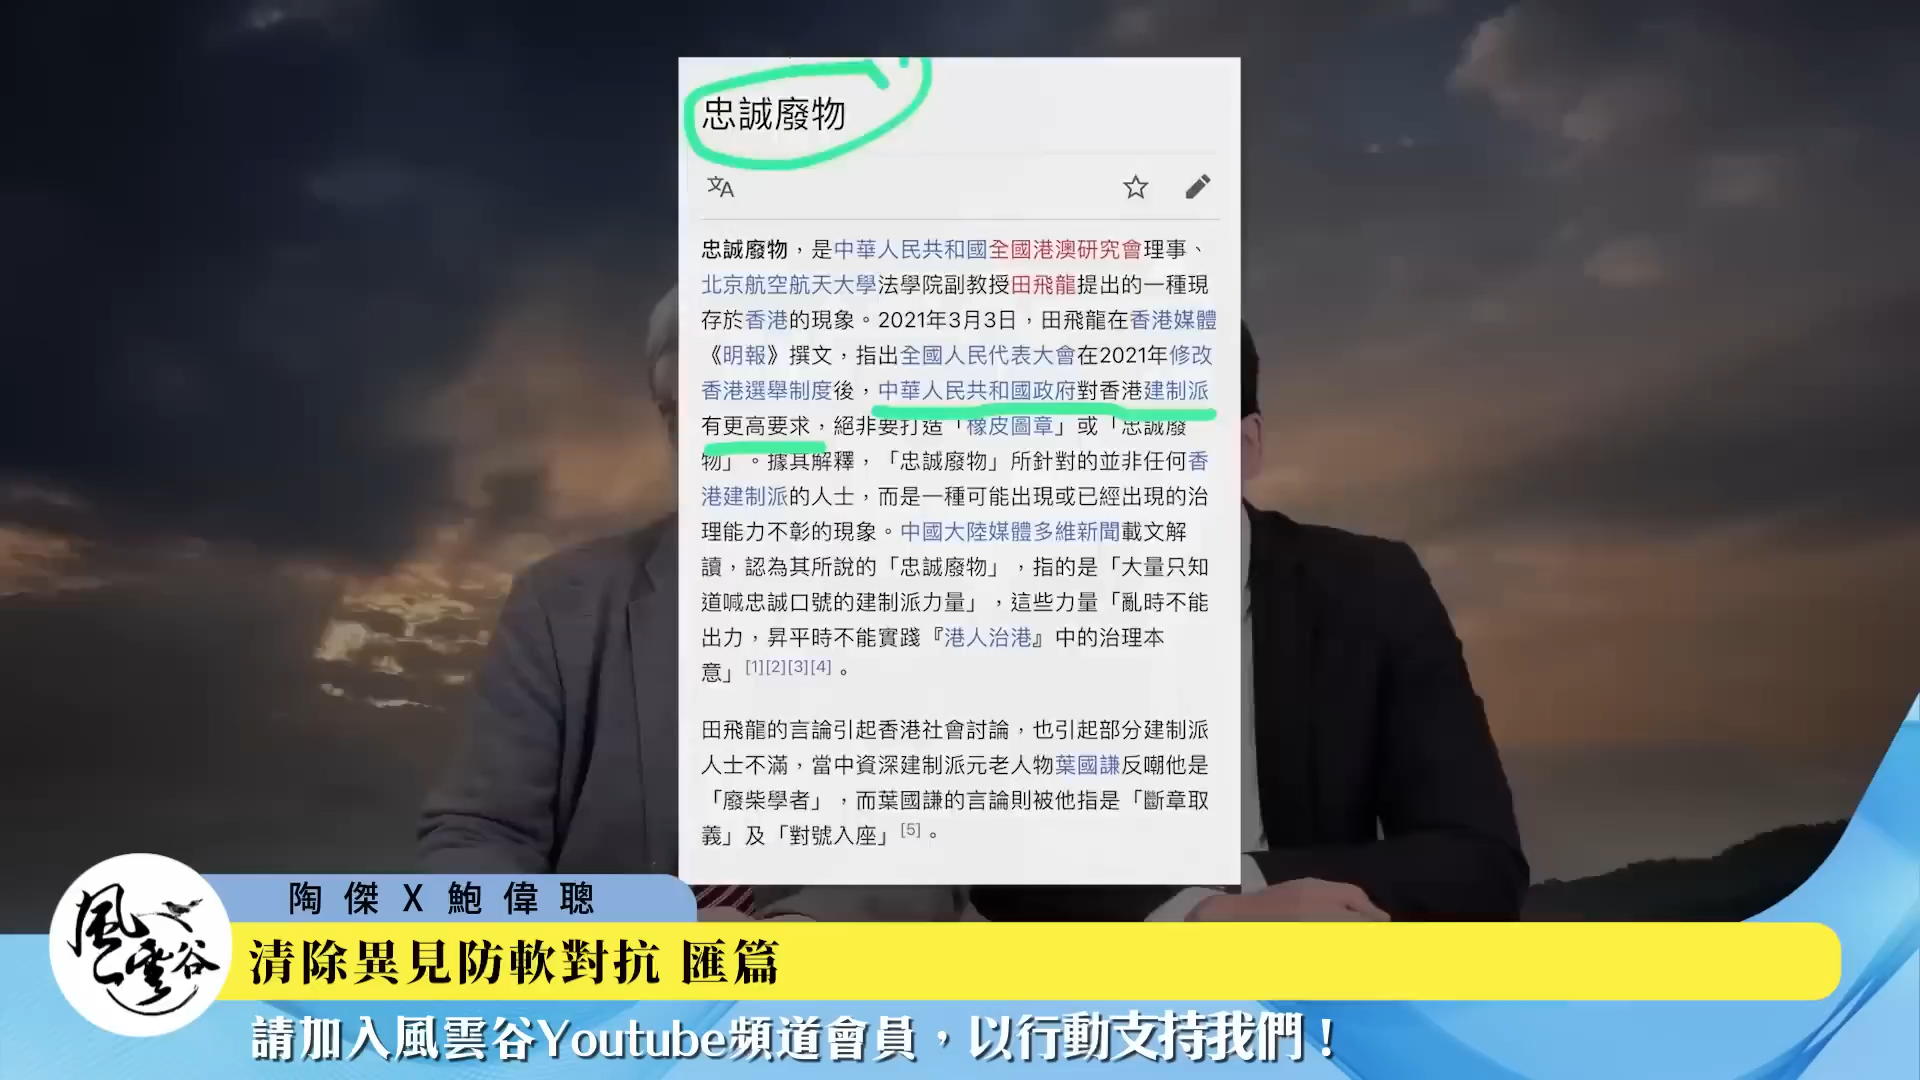 忠誠廢物
忠誠廢物，是中華人民共和國全國港澳研究會理事、
北京航空航天大學法學院副教授田飛龍提出的一種現
存於香港的現象。2021年3月3日，田飛龍在香港媒體
《明報》撰文，指出全國人民代表大會在2021年修改
香港選舉制度後，中華人民共和國政府對香港建制派
有更高要求，絕非要打造「橡皮圖章」或「忠誠廢
物」。據其解釋，「忠誠廢物」所針對的並非任何香
港建制派的人士，而是一種可能出現或已經出現的治
理能力不彰的現象。中國大陸媒體多維新聞載文解
讀，認為其所說的「忠誠廢物」，指的是「大量只知
道喊忠誠口號的建制派力量」，這些力量「亂時不能
出力，昇平時不能實踐『港人治港』中的治理本
意」[1][2][3][4]。
田飛龍的言論引起香港社會討論，也引起部分建制派
人士不滿，當中資深建制派元老人物葉國謙反嘲他是
「廢柴學者」，而葉國謙的言論則被他指是「斷章取
義」及「對號入座」[5]。
風雲谷
陶傑X鮑偉聰
清除異見防軟對抗 匯篇
請加入風雲谷Youtube頻道會員，以行動支持我們！